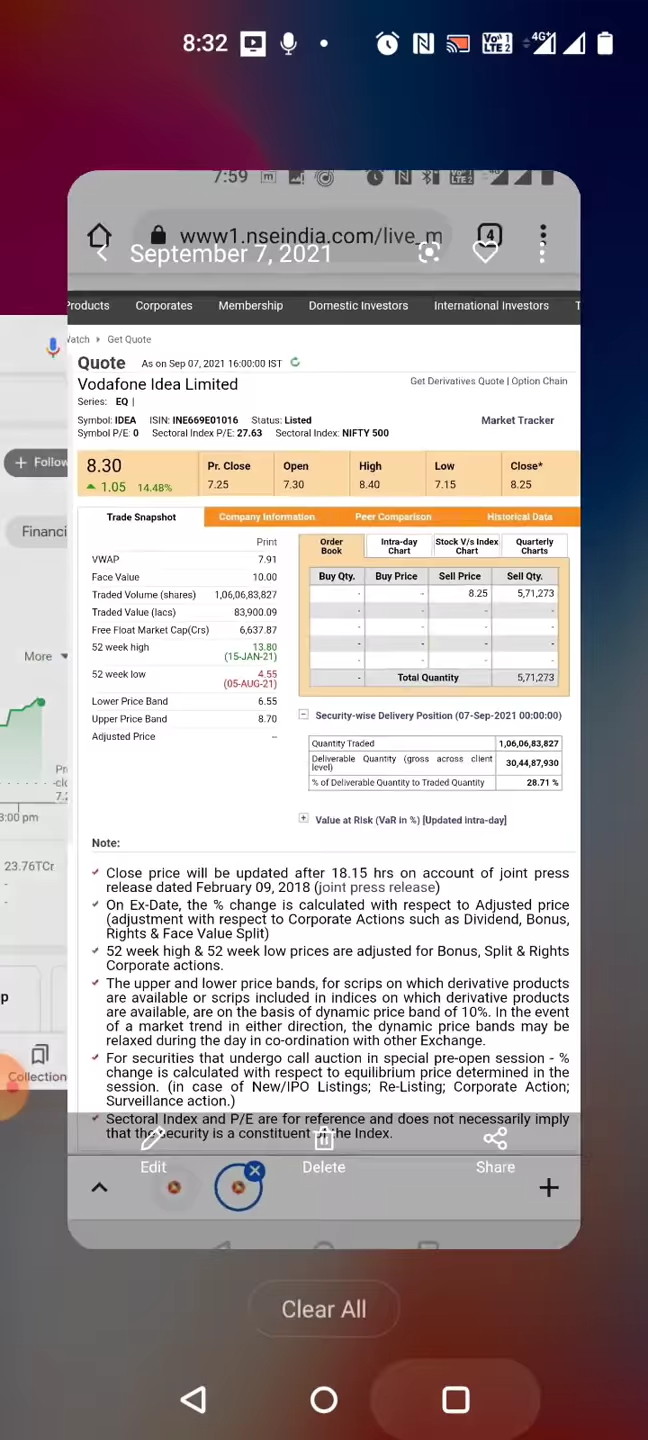 8:32
Vo)) 1
LTE 2
4G+
7:59
www1.nseindia.com/live_m
4
September 7, 2021
Products Corporates Membership Domestic Investors International Investors
Watch Get Quote
Quote As on Sep 07, 2021 16:00:00 IST
Vodafone Idea Limited
Get Derivatives Quote | Option Chain
Series: EQ |
Symbol: IDEA ISIN: INE669E01016 Status: Listed
Market Tracker
Symbol P/E: 0 Sectoral Index P/E: 27.63 Sectoral Index: NIFTY 500
8.30 Pr. Close Open High Low Close*
1.05 14.48% 7.25 7.30 8.40 7.15 8.25
Trade Snapshot Company Information Peer Comparison Historical Data
Print
VWAP 7.91
Face Value 10.00
Traded Volume (shares) 1,06,06,83,827
Traded Value (lacs) 83,900.09
Free Float Market Cap(Crs) 6,637.87
52 week high 13.80
(15-JAN-21)
52 week low 4.55
(05-AUG-21)
Lower Price Band 6.55
Upper Price Band 8.70
Adjusted Price –
Order Book Intra-day Chart Stock V/s Index Chart Quarterly Charts
Buy Qty. Buy Price Sell Price Sell Qty.
- - 8.25 5,71,273
- - - -
- - - -
- - - -
- - - -
- Total Quantity 5,71,273
Security-wise Delivery Position (07-Sep-2021 00:00:00)
Quantity Traded 1,06,06,83,827
Deliverable Quantity (gross across client level) 30,44,87,930
% of Deliverable Quantity to Traded Quantity 28.71 %
Value at Risk (VaR in %) [Updated intra-day]
Note:
Close price will be updated after 18.15 hrs on account of joint press
release dated February 09, 2018 (joint press release)
On Ex-Date, the % change is calculated with respect to Adjusted price
(adjustment with respect to Corporate Actions such as Dividend, Bonus,
Rights & Face Value Split)
52 week high & 52 week low prices are adjusted for Bonus, Split & Rights
Corporate actions.
The upper and lower price bands, for scrips on which derivative products
are available or scrips included in indices on which derivative products
are available, are on the basis of dynamic price band of 10%. In the event
of a market trend in either direction, the dynamic price bands may be
relaxed during the day in co-ordination with other Exchange.
For securities that undergo call auction in special pre-open session - %
change is calculated with respect to equilibrium price determined in the
session. (in case of New/IPO Listings; Re-Listing; Corporate Action;
Surveillance action.)
Sectoral Index and P/E are for reference and does not necessarily imply
that the security is a constituent of the Index.
Edit Delete Share
+ Follow
Financi
More
3:00 pm
23.76TCr
Collection
Clear All